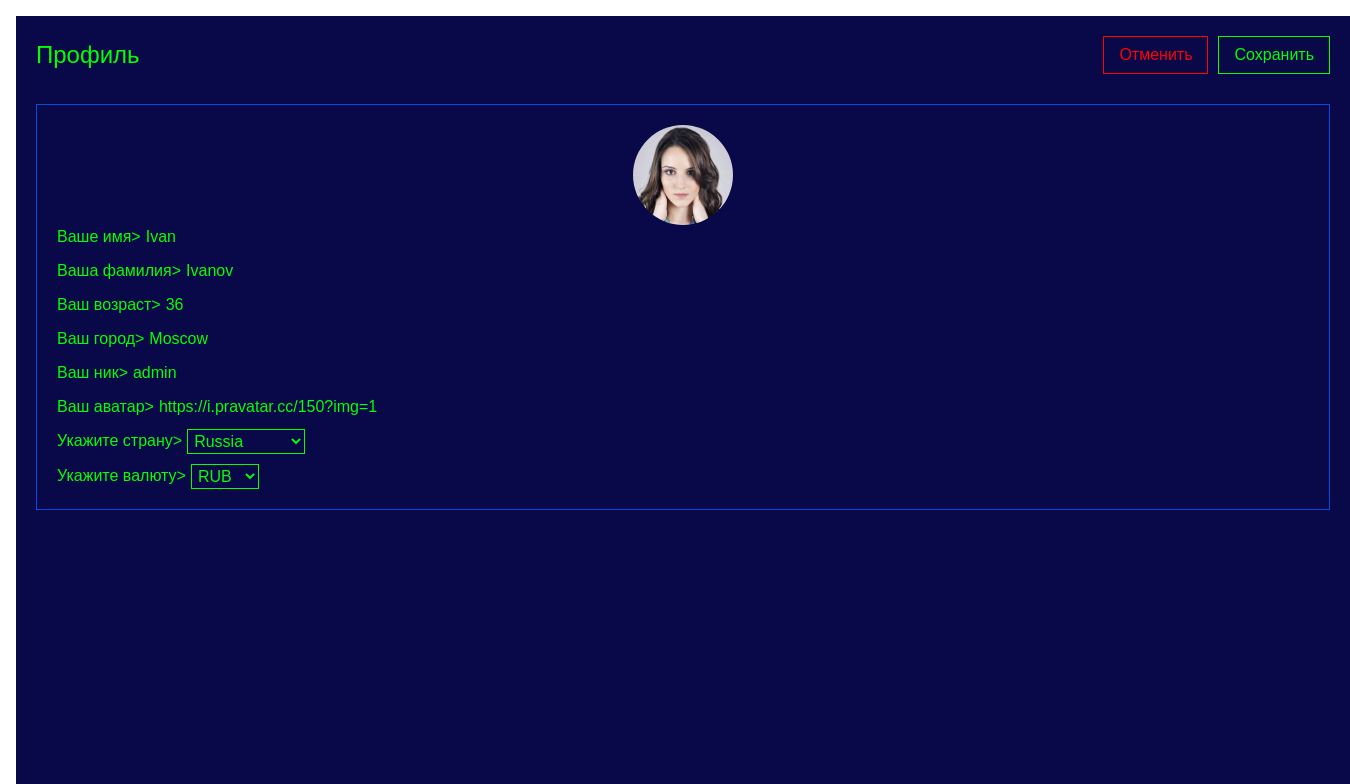 Профиль
Отменить
Сохранить
Ваше имя> Ivan
Ваша фамилия> Ivanov
Ваш возраст> 36
Ваш город> Moscow
Ваш ник> admin
Ваш аватар> https://i.pravatar.cc/150?img=1
Укажите страну> Russia
Укажите валюту> RUB